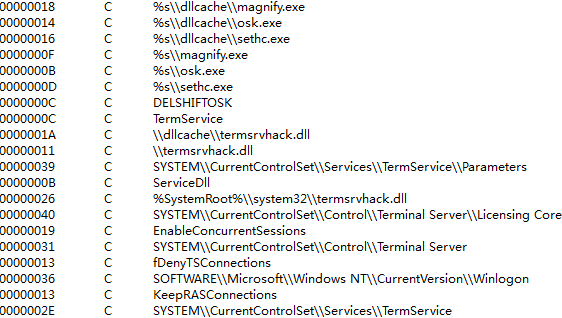 00000018 C %s\\dllcache\\magnify.exe
00000014 C %s\\dllcache\\osk.exe
00000016 C %s\\dllcache\\sethc.exe
0000000F C %s\\magnify.exe
0000000B C %s\\osk.exe
0000000D C %s\\sethc.exe
0000000C C DELSHIFTOSK
0000000C C TermService
0000001A C \\dllcache\\termsrvhack.dll
00000011 C \\termsrvhack.dll
00000039 C SYSTEM\\CurrentControlSet\\Services\\TermService\\Parameters
0000000B C ServiceDll
00000026 C %SystemRoot%\\system32\\termsrvhack.dll
00000040 C SYSTEM\\CurrentControlSet\\Control\\Terminal Server\\Licensing Core
00000019 C EnableConcurrentSessions
00000031 C SYSTEM\\CurrentControlSet\\Control\\Terminal Server
00000013 C fDenyTSConnections
00000036 C SOFTWARE\\Microsoft\\Windows NT\\CurrentVersion\\Winlogon
00000013 C KeepRASConnections
0000002E C SYSTEM\\CurrentControlSet\\Services\\TermService